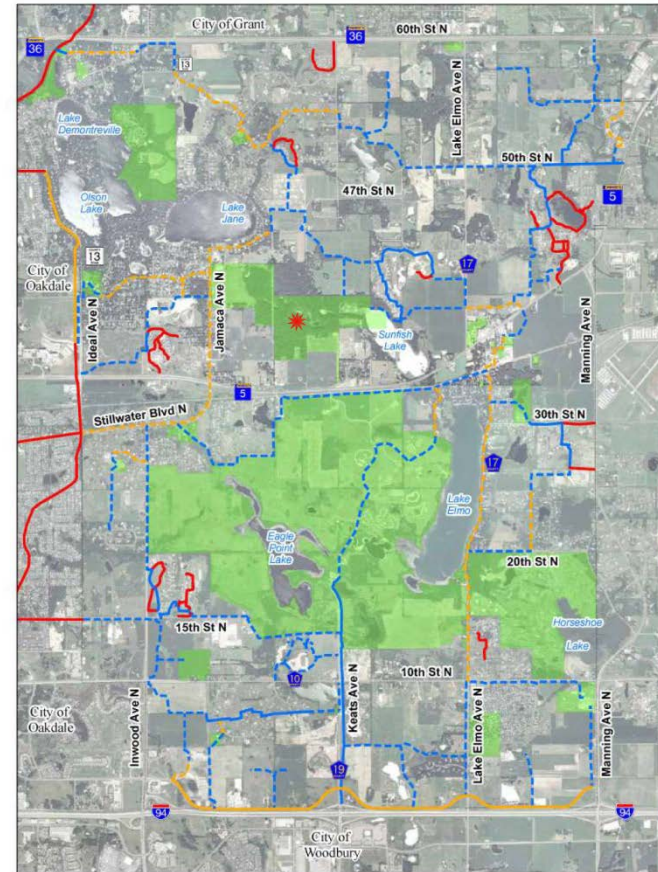 City of Grant
36
36
60th St N
13
Lake Elmo Ave N
Manning Ave N
Lake
Demontreville
50th St N
47th St N
5
Olson
Lake
Lake
Jane
13
City of
Oakdale
17
Ideal Ave N
Jamaca Ave N
Sunfish
Lake
5
Stillwater Blvd N
30th St N
17
Lake
Elmo
Eagle
Point
Lake
20th St N
Horseshoe
Lake
15th St N
10th St N
10
City of
Oakdale
Inwood Ave N
Keats Ave N
Lake Elmo Ave N
Manning Ave N
19
94
94
City of
Woodbury